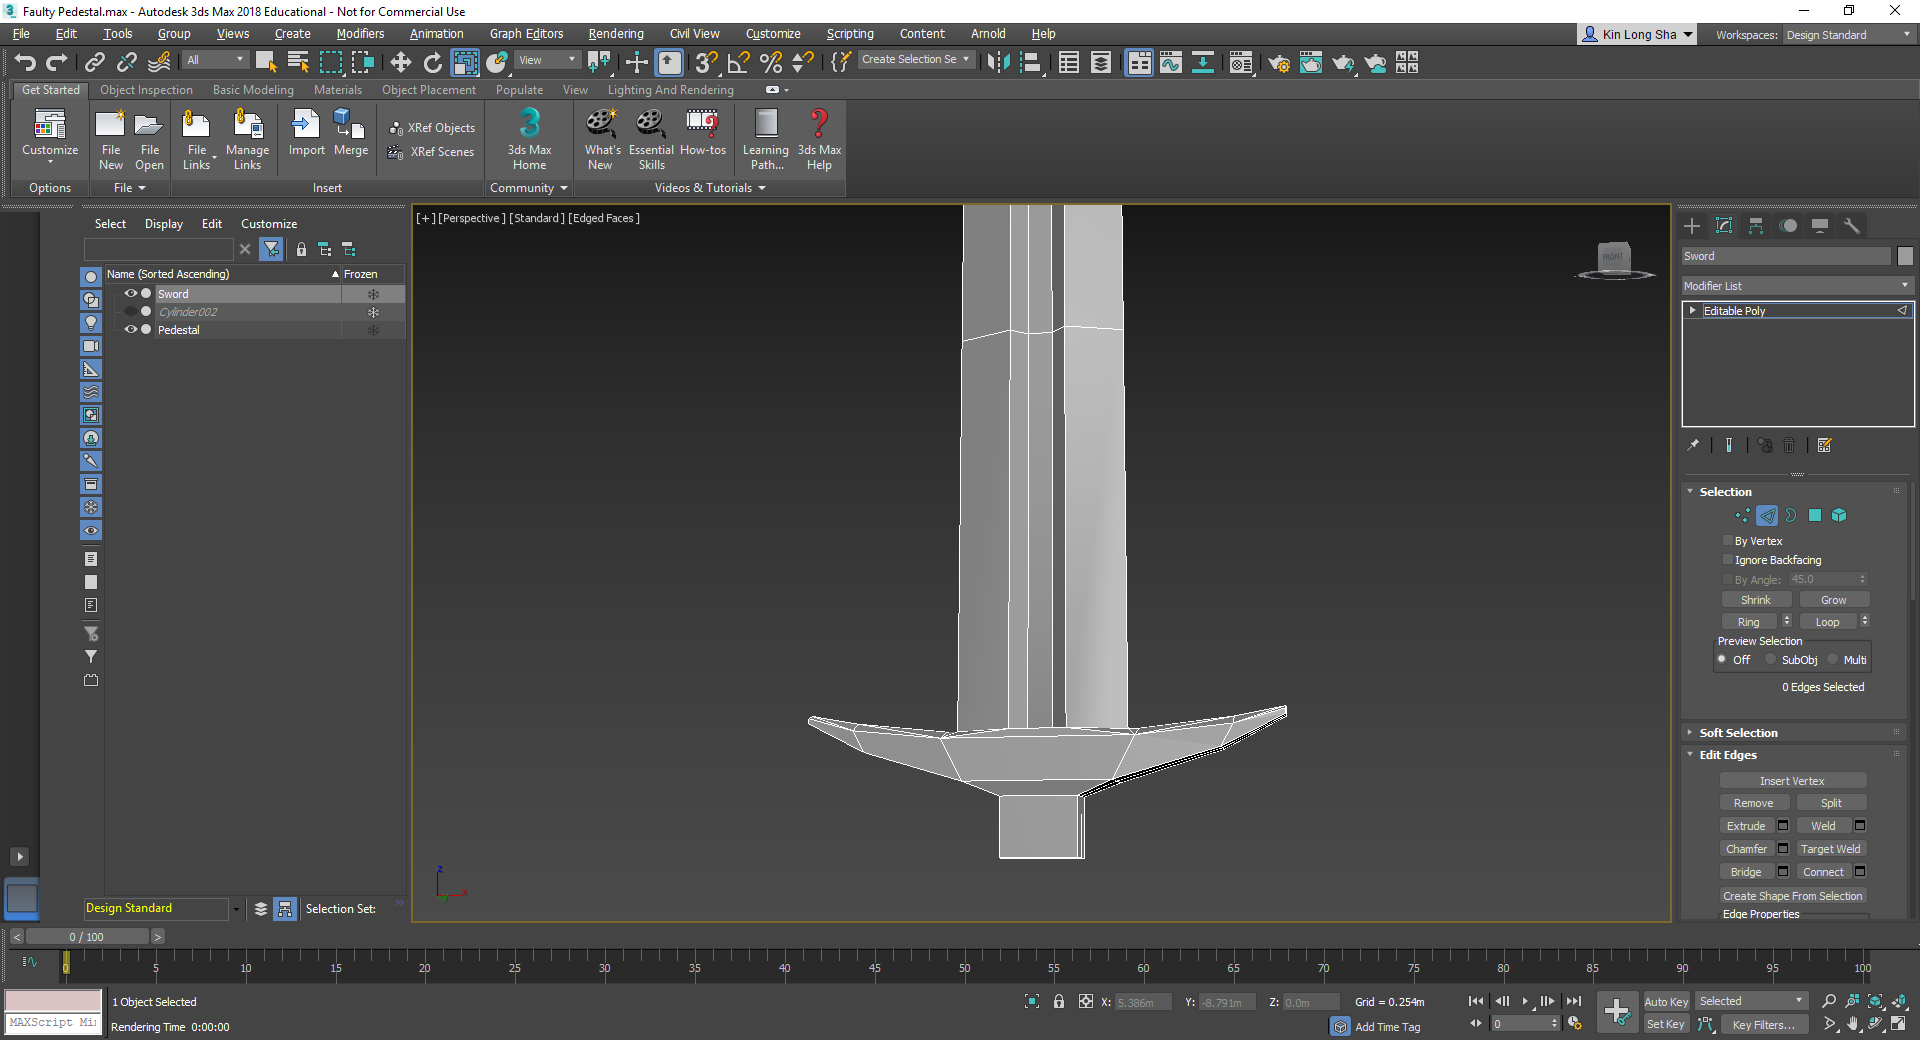 Faulty Pedestal.max - Autodesk 3ds Max 2018 Educational - Not for Commercial Use
File Edit Tools Group Views Create Modifiers Animation Graph Editors Rendering Civil View Customize Scripting Content Arnold Help Kin Long Sha Workspaces: Design Standard
All View Create Selection Se
Get Started Object Inspection Basic Modeling Materials Object Placement Populate View Lighting And Rendering
Customize File New File Open File Links Manage Links Import Merge XRef Objects XRef Scenes 3ds Max Home What's New Essential Skills How-tos Learning Path... 3ds Max Help
Options File Insert Community Videos & Tutorials
Select Display Edit Customize
Name (Sorted Ascending) Frozen
Sword
Cylinder002
Pedestal
[+] [Perspective] [Standard] [Edged Faces]
FRONT
z
x
Sword
Modifier List
Editable Poly
Selection
By Vertex
Ignore Backfacing
By Angle: 45.0
Shrink Grow
Ring Loop
Preview Selection
Off SubObj Multi
0 Edges Selected
Soft Selection
Edit Edges
Insert Vertex
Remove Split
Extrude Weld
Chamfer Target Weld
Bridge Connect
Create Shape From Selection
Edge Properties
Design Standard Selection Set:
0 / 100
0 5 10 15 20 25 30 35 40 45 50 55 60 65 70 75 80 85 90 95 100
1 Object Selected X: 5.386m Y: -8.791m Z: 0.0m Grid = 0.254m Auto Key Selected
MAXScript Mi Rendering Time 0:00:00 Add Time Tag 0 Set Key Key Filters...